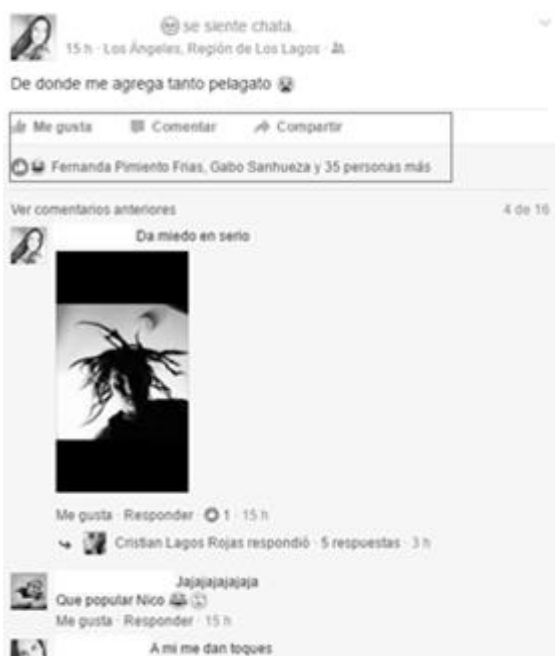 se siente chata.
15 h · Los Ángeles, Región de Los Lagos ·
De donde me agrega tanto pelagato
Me gusta Comentar Compartir
Fernanda Pimiento Frias, Gabo Sanhueza y 35 personas más
Ver comentarios anteriores 4 de 16
Da miedo en serio
Me gusta · Responder · 1 · 15 h
Cristian Lagos Rojas respondió · 5 respuestas · 3 h
Jajajajajajaja
Que popular Nico
Me gusta · Responder · 15 h
A mi me dan toques